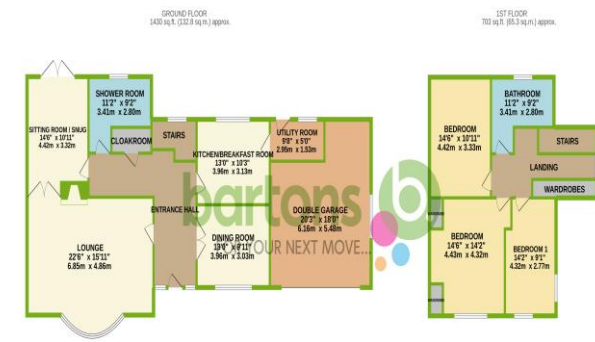 GROUND FLOOR
1430 sq.ft. (132.8 sq.m.) approx.
1ST FLOOR
703 sq.ft. (65.3 sq.m.) approx.
SHOWER ROOM
11'2" x 9'2"
3.41m x 2.80m
SITTING ROOM / SNUG
14'6" x 10'11"
4.42m x 3.32m
CLOAKROOM
STAIRS
KITCHEN/BREAKFAST ROOM
13'0" x 10'3"
3.96m x 3.13m
UTILITY ROOM
9'8" x 5'0"
2.95m x 1.53m
ENTRANCE HALL
DOUBLE GARAGE
20'3" x 18'0"
6.16m x 5.48m
LOUNGE
22'6" x 15'11"
6.85m x 4.86m
DINING ROOM
3.96m x 3.03m
bartons b
YOUR NEXT MOVE...
BATHROOM
11'2" x 9'2"
3.41m x 2.80m
BEDROOM
14'6" x 10'11"
4.42m x 3.33m
STAIRS
LANDING
WARDROBES
BEDROOM
14'6" x 14'2"
4.43m x 4.32m
BEDROOM 1
14'2" x 9'1"
4.32m x 2.77m